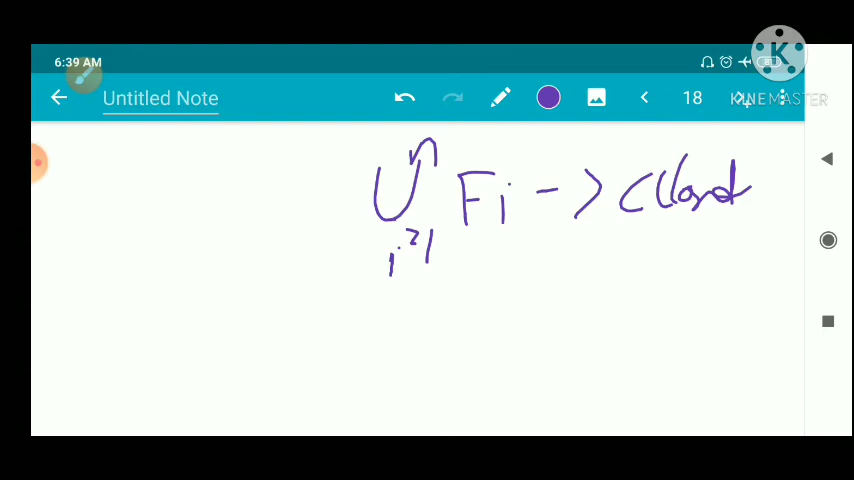 6:39 AM
K
Untitled Note
18
KINEMASTER
n
U Fi -> closed
i=1